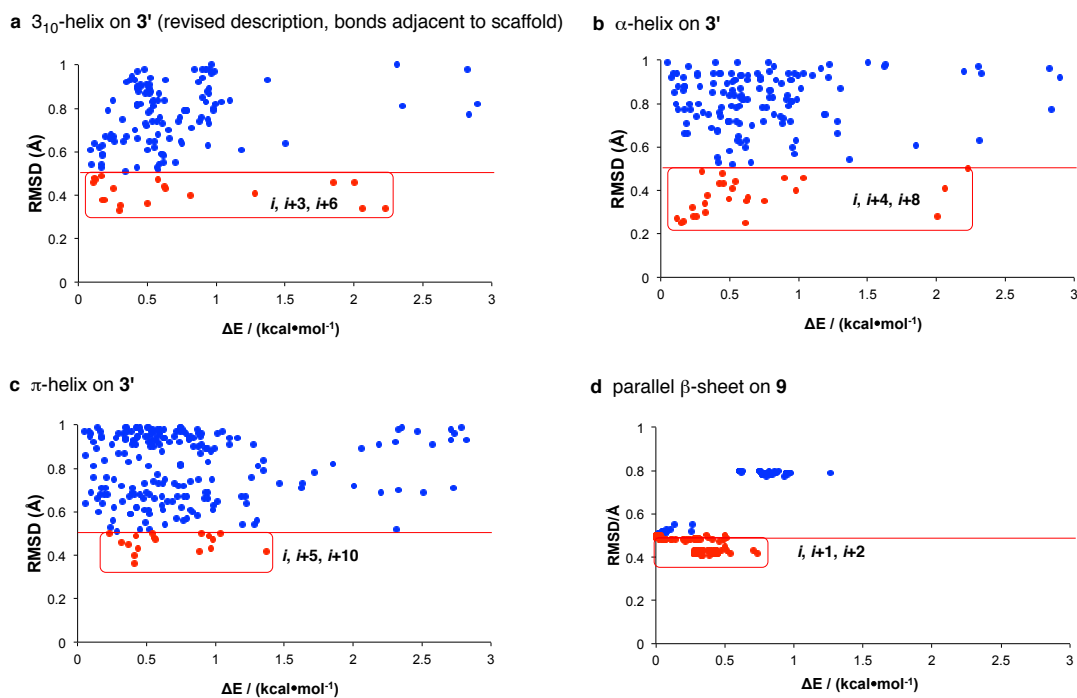 a 3₁₀-helix on 3' (revised description, bonds adjacent to scaffold)
1
0.8
0.6
0.4
0.2
0
RMSD (Å)
i, i+3, i+6
0 0.5 1 1.5 2 2.5 3
ΔE / (kcal•mol⁻¹)
b α-helix on 3'
1
0.8
0.6
0.4
0.2
0
RMSD (Å)
i, i+4, i+8
0 0.5 1 1.5 2 2.5 3
ΔE / (kcal•mol⁻¹)
c π-helix on 3'
1
0.8
0.6
0.4
0.2
0
RMSD (Å)
i, i+5, i+10
0 0.5 1 1.5 2 2.5 3
ΔE / (kcal•mol⁻¹)
d parallel β-sheet on 9
1
0.8
0.6
0.4
0.2
0
RMSD/Å
i, i+1, i+2
0 0.5 1 1.5 2 2.5 3
ΔE / (kcal•mol⁻¹)